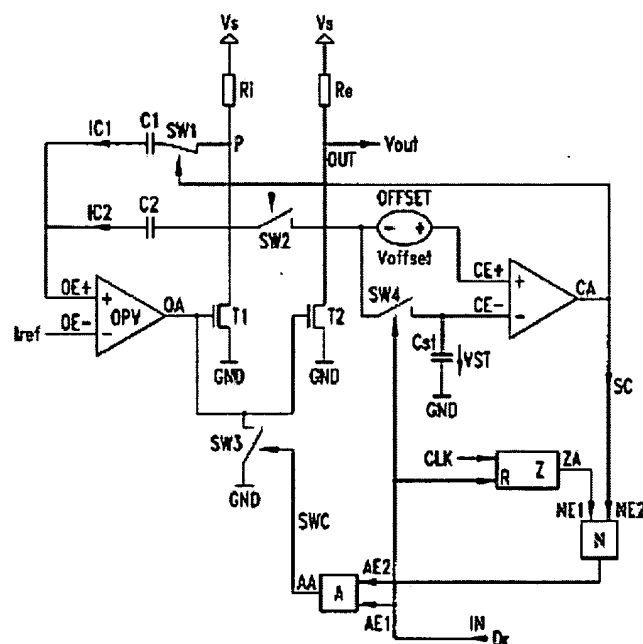 Vs Vs
Ri Re
IC1 C1 SW1 P OUT Vout
IC2 C2 SW2 OFFSET
- +
Voffset
OE+ OPV OA T1 T2 SW4 CE+ CA
+ +
OE- CE-
- -
GND GND Cst VST
GND SC
SW3
CLK Z ZA
R
GND
SWC NE1 NE2
N
AA A AE2
AE1 IN
Dr